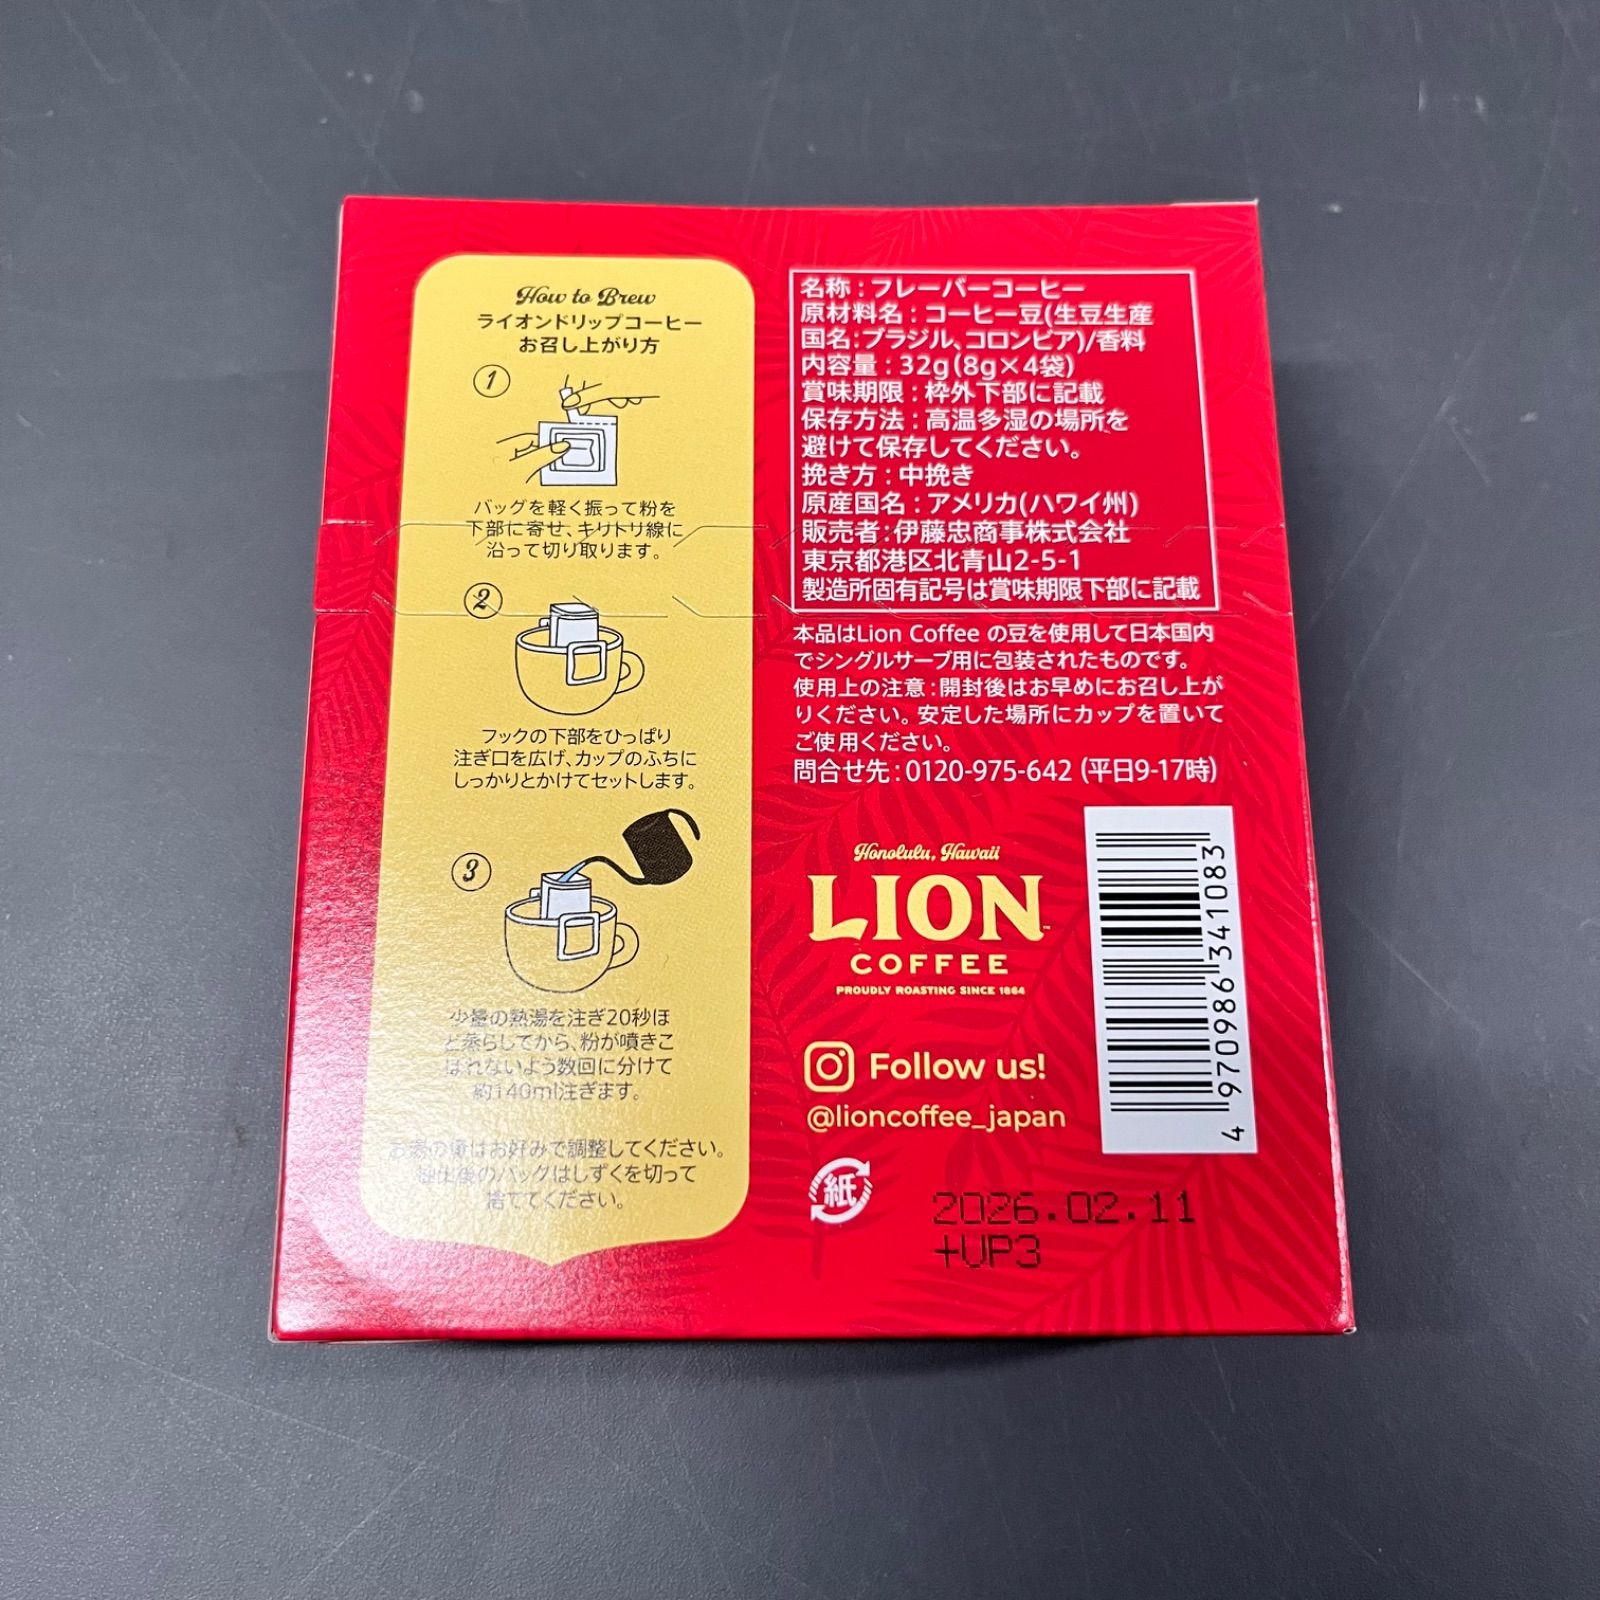 How to Brew
ライオンドリップコーヒー
お召し上がり方
1
バッグを軽く振って粉を
下部に寄せ、キリトリ線に
沿って切り取ります。
2
フックの下部をひっぱり
注ぎ口を広げ、カップのふちに
しっかりとかけてセットします。
3
少量の熱湯を注ぎ20秒ほ
ど蒸らしてから、粉が噴きこ
ぼれないよう数回に分けて
約140ml注ぎます。
お湯の量はお好みで調整してください。
抽出後のバッグはしずくを切って
捨ててください。
名称：フレーバーコーヒー
原材料名：コーヒー豆(生豆生産
国名：ブラジル、コロンビア)/香料
内容量：32g(8g×4袋)
賞味期限：枠外下部に記載
保存方法：高温多湿の場所を
避けて保存してください。
挽き方：中挽き
原産国名：アメリカ(ハワイ州)
販売者：伊藤忠商事株式会社
東京都港区北青山2-5-1
製造所固有記号は賞味期限下部に記載
本品はLion Coffee の豆を使用して日本国内
でシングルサーブ用に包装されたものです。
使用上の注意：開封後はお早めにお召し上が
りください。安定した場所にカップを置いて
ご使用ください。
問合せ先：0120-975-642 (平日9-17時)
Honolulu, Hawaii
LION
COFFEE
PROUDLY ROASTING SINCE 1864
Follow us!
@lioncoffee_japan
4 970986 341083
紙
2026.02.11
+VP3